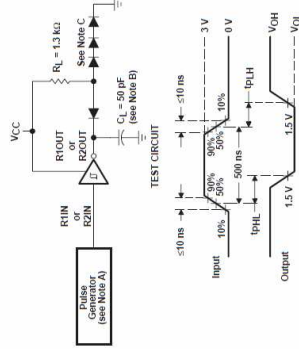 VCC
RL = 1.3 kΩ
R1OUT
or
R2OUT
See Note C
R1IN
or
R2IN
Pulse
Generator
(see Note A)
CL = 50 pF
(see Note B)
TEST CIRCUIT
≤10 ns
≤10 ns
3 V
Input
10%
50%
90%
90%
50%
10%
0 V
500 ns
tPHL
tPLH
VOH
Output
1.5 V
1.5 V
VOL